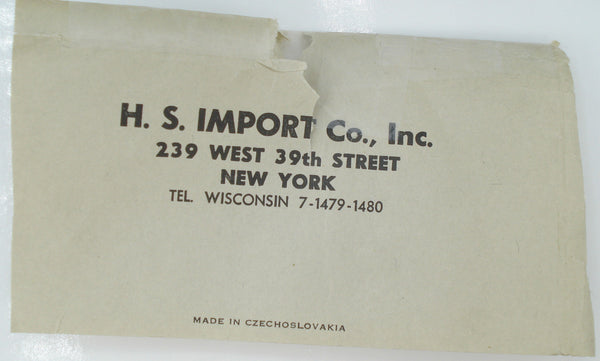 H. S. IMPORT Co., Inc.
239 WEST 39th STREET
NEW YORK
TEL. WISCONSIN 7-1479-1480
MADE IN CZECHOSLOVAKIA